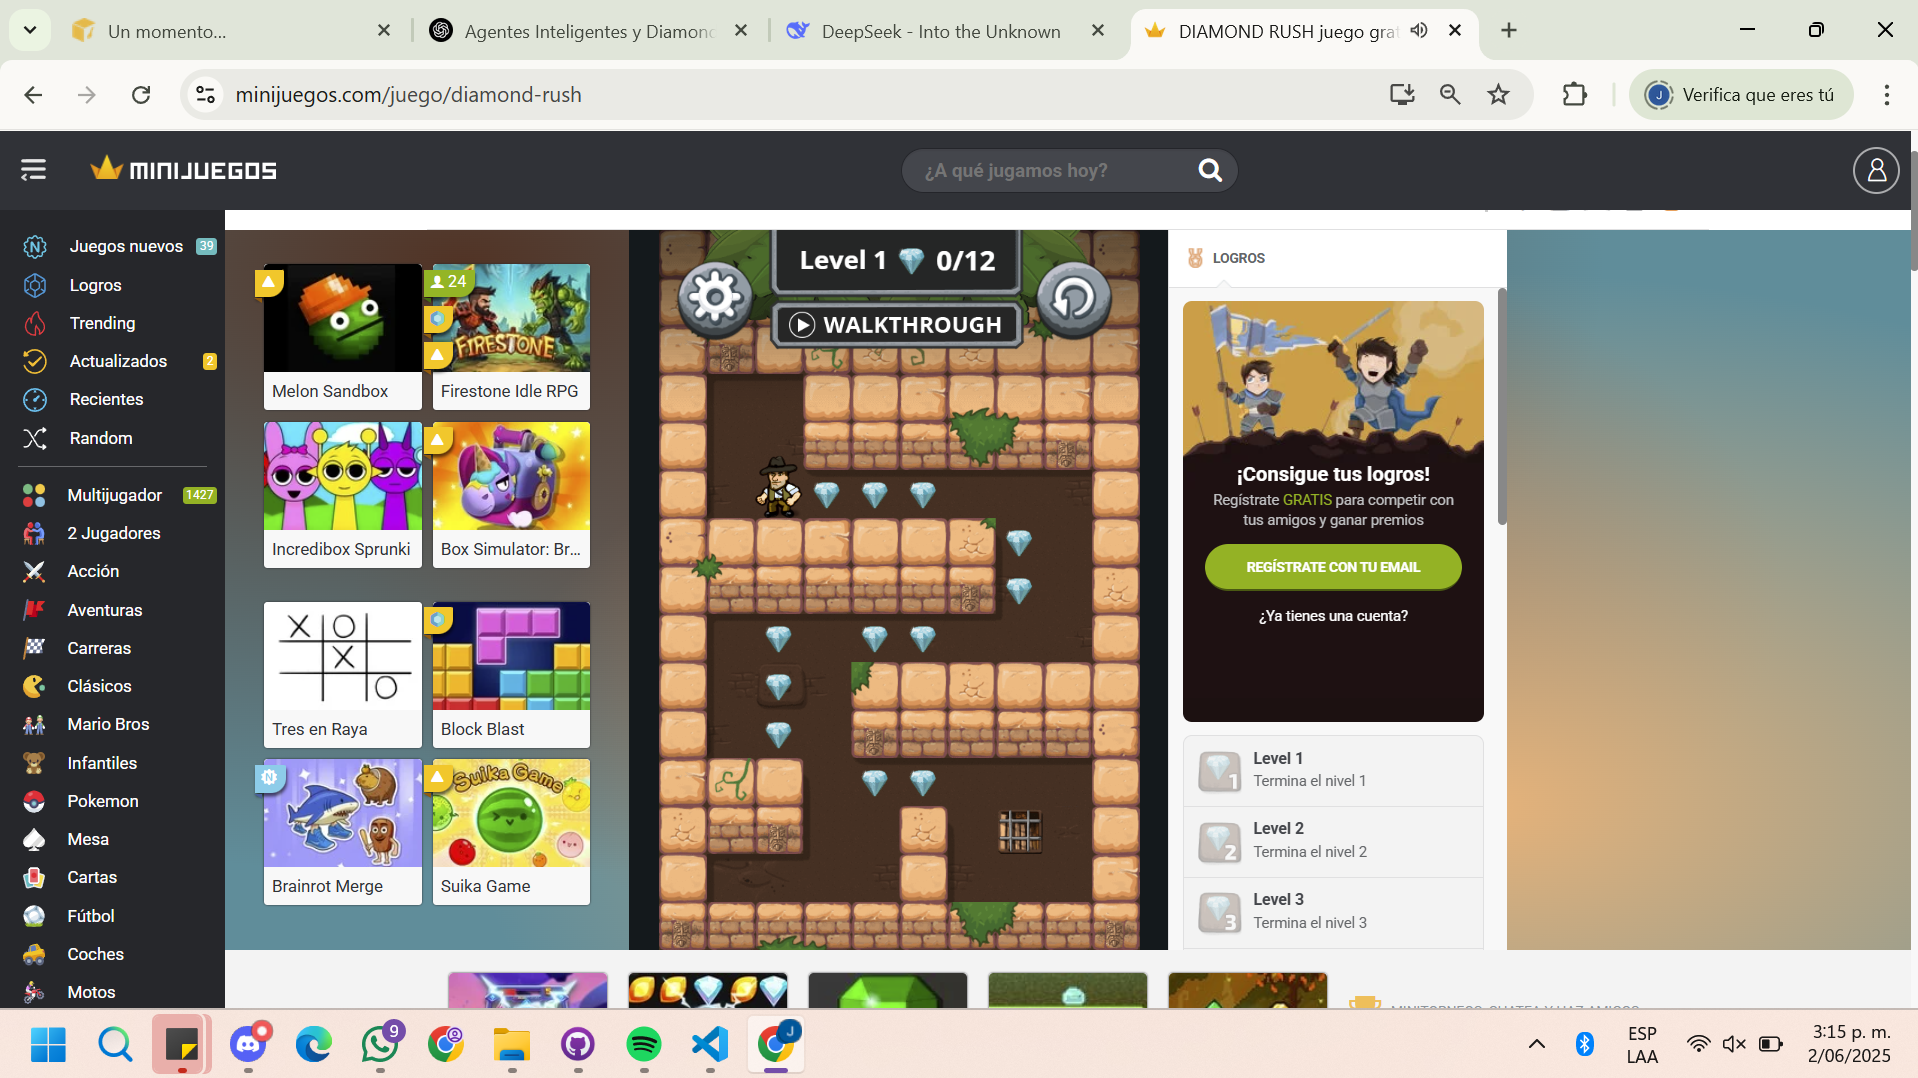 Un momento...
Agentes Inteligentes y Diamon
DeepSeek - Into the Unknown
DIAMOND RUSH juego gra
minijuegos.com/juego/diamond-rush
J
Verifica que eres tú
MINIJUEGOS
¿A qué jugamos hoy?
Juegos nuevos 39
Logros
Trending
Actualizados 2
Recientes
Random
Multijugador 1427
2 Jugadores
Acción
Aventuras
Carreras
Clásicos
Mario Bros
Infantiles
Pokemon
Mesa
Cartas
Fútbol
Coches
Motos
Melon Sandbox
24
FIRESTONE
Firestone Idle RPG
Incredibox Sprunki
Box Simulator: Br...
Tres en Raya
Block Blast
N
Brainrot Merge
Suika Game
Suika Game
Level 1 0/12
WALKTHROUGH
LOGROS
¡Consigue tus logros!
Regístrate GRATIS para competir con
tus amigos y ganar premios
REGÍSTRATE CON TU EMAIL
¿Ya tienes una cuenta?
1
Level 1
Termina el nivel 1
2
Level 2
Termina el nivel 2
3
Level 3
Termina el nivel 3
9
J
ESP
LAA
3:15 p. m.
2/06/2025